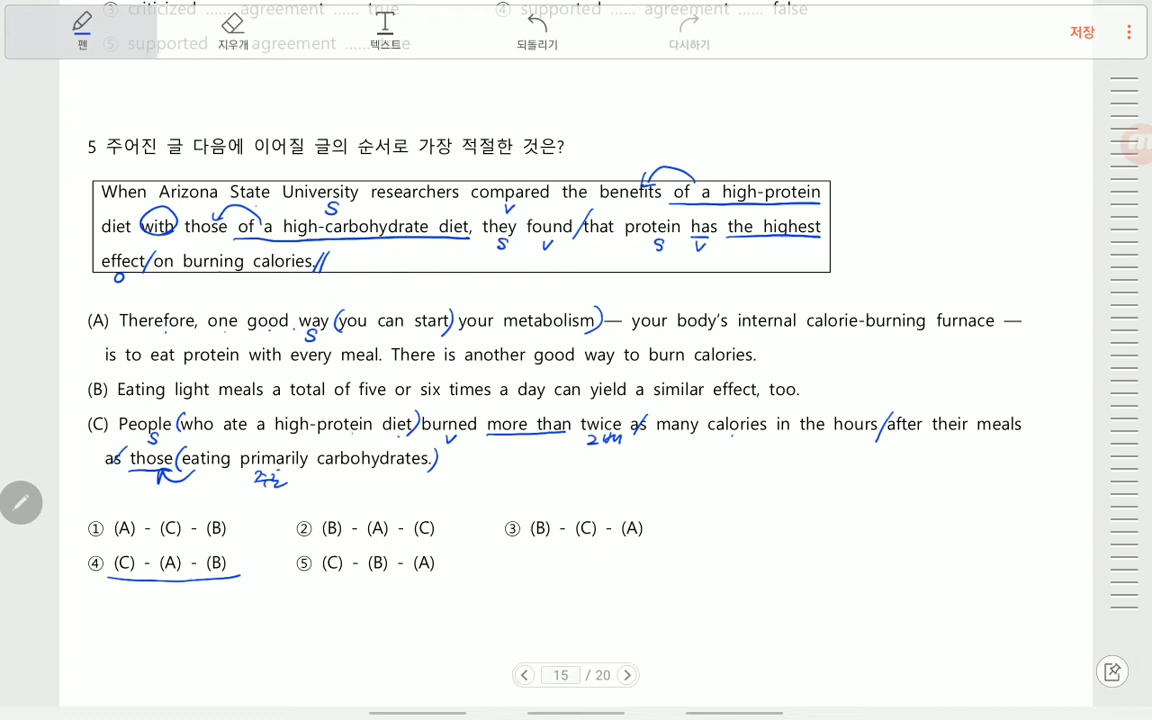 ③ criticized ...... agreement ...... true ④ supported ...... agreement ...... false
⑤ supported agreement ......
펜 지우개 텍스트 되돌리기 다시하기 저장
5 주어진 글 다음에 이어질 글의 순서로 가장 적절한 것은?
When Arizona State University researchers compared the benefits of a high-protein
S V
diet with those of a high-carbohydrate diet, they found that protein has the highest
S V S V
effect on burning calories.
O
(A) Therefore, one good way you can start your metabolism — your body's internal calorie-burning furnace —
S
is to eat protein with every meal. There is another good way to burn calories.
(B) Eating light meals a total of five or six times a day can yield a similar effect, too.
(C) People who ate a high-protein diet burned more than twice as many calories in the hours after their meals
S V 2배
as those eating primarily carbohydrates.
주로
① (A) - (C) - (B) ② (B) - (A) - (C) ③ (B) - (C) - (A)
④ (C) - (A) - (B) ⑤ (C) - (B) - (A)
15 / 20